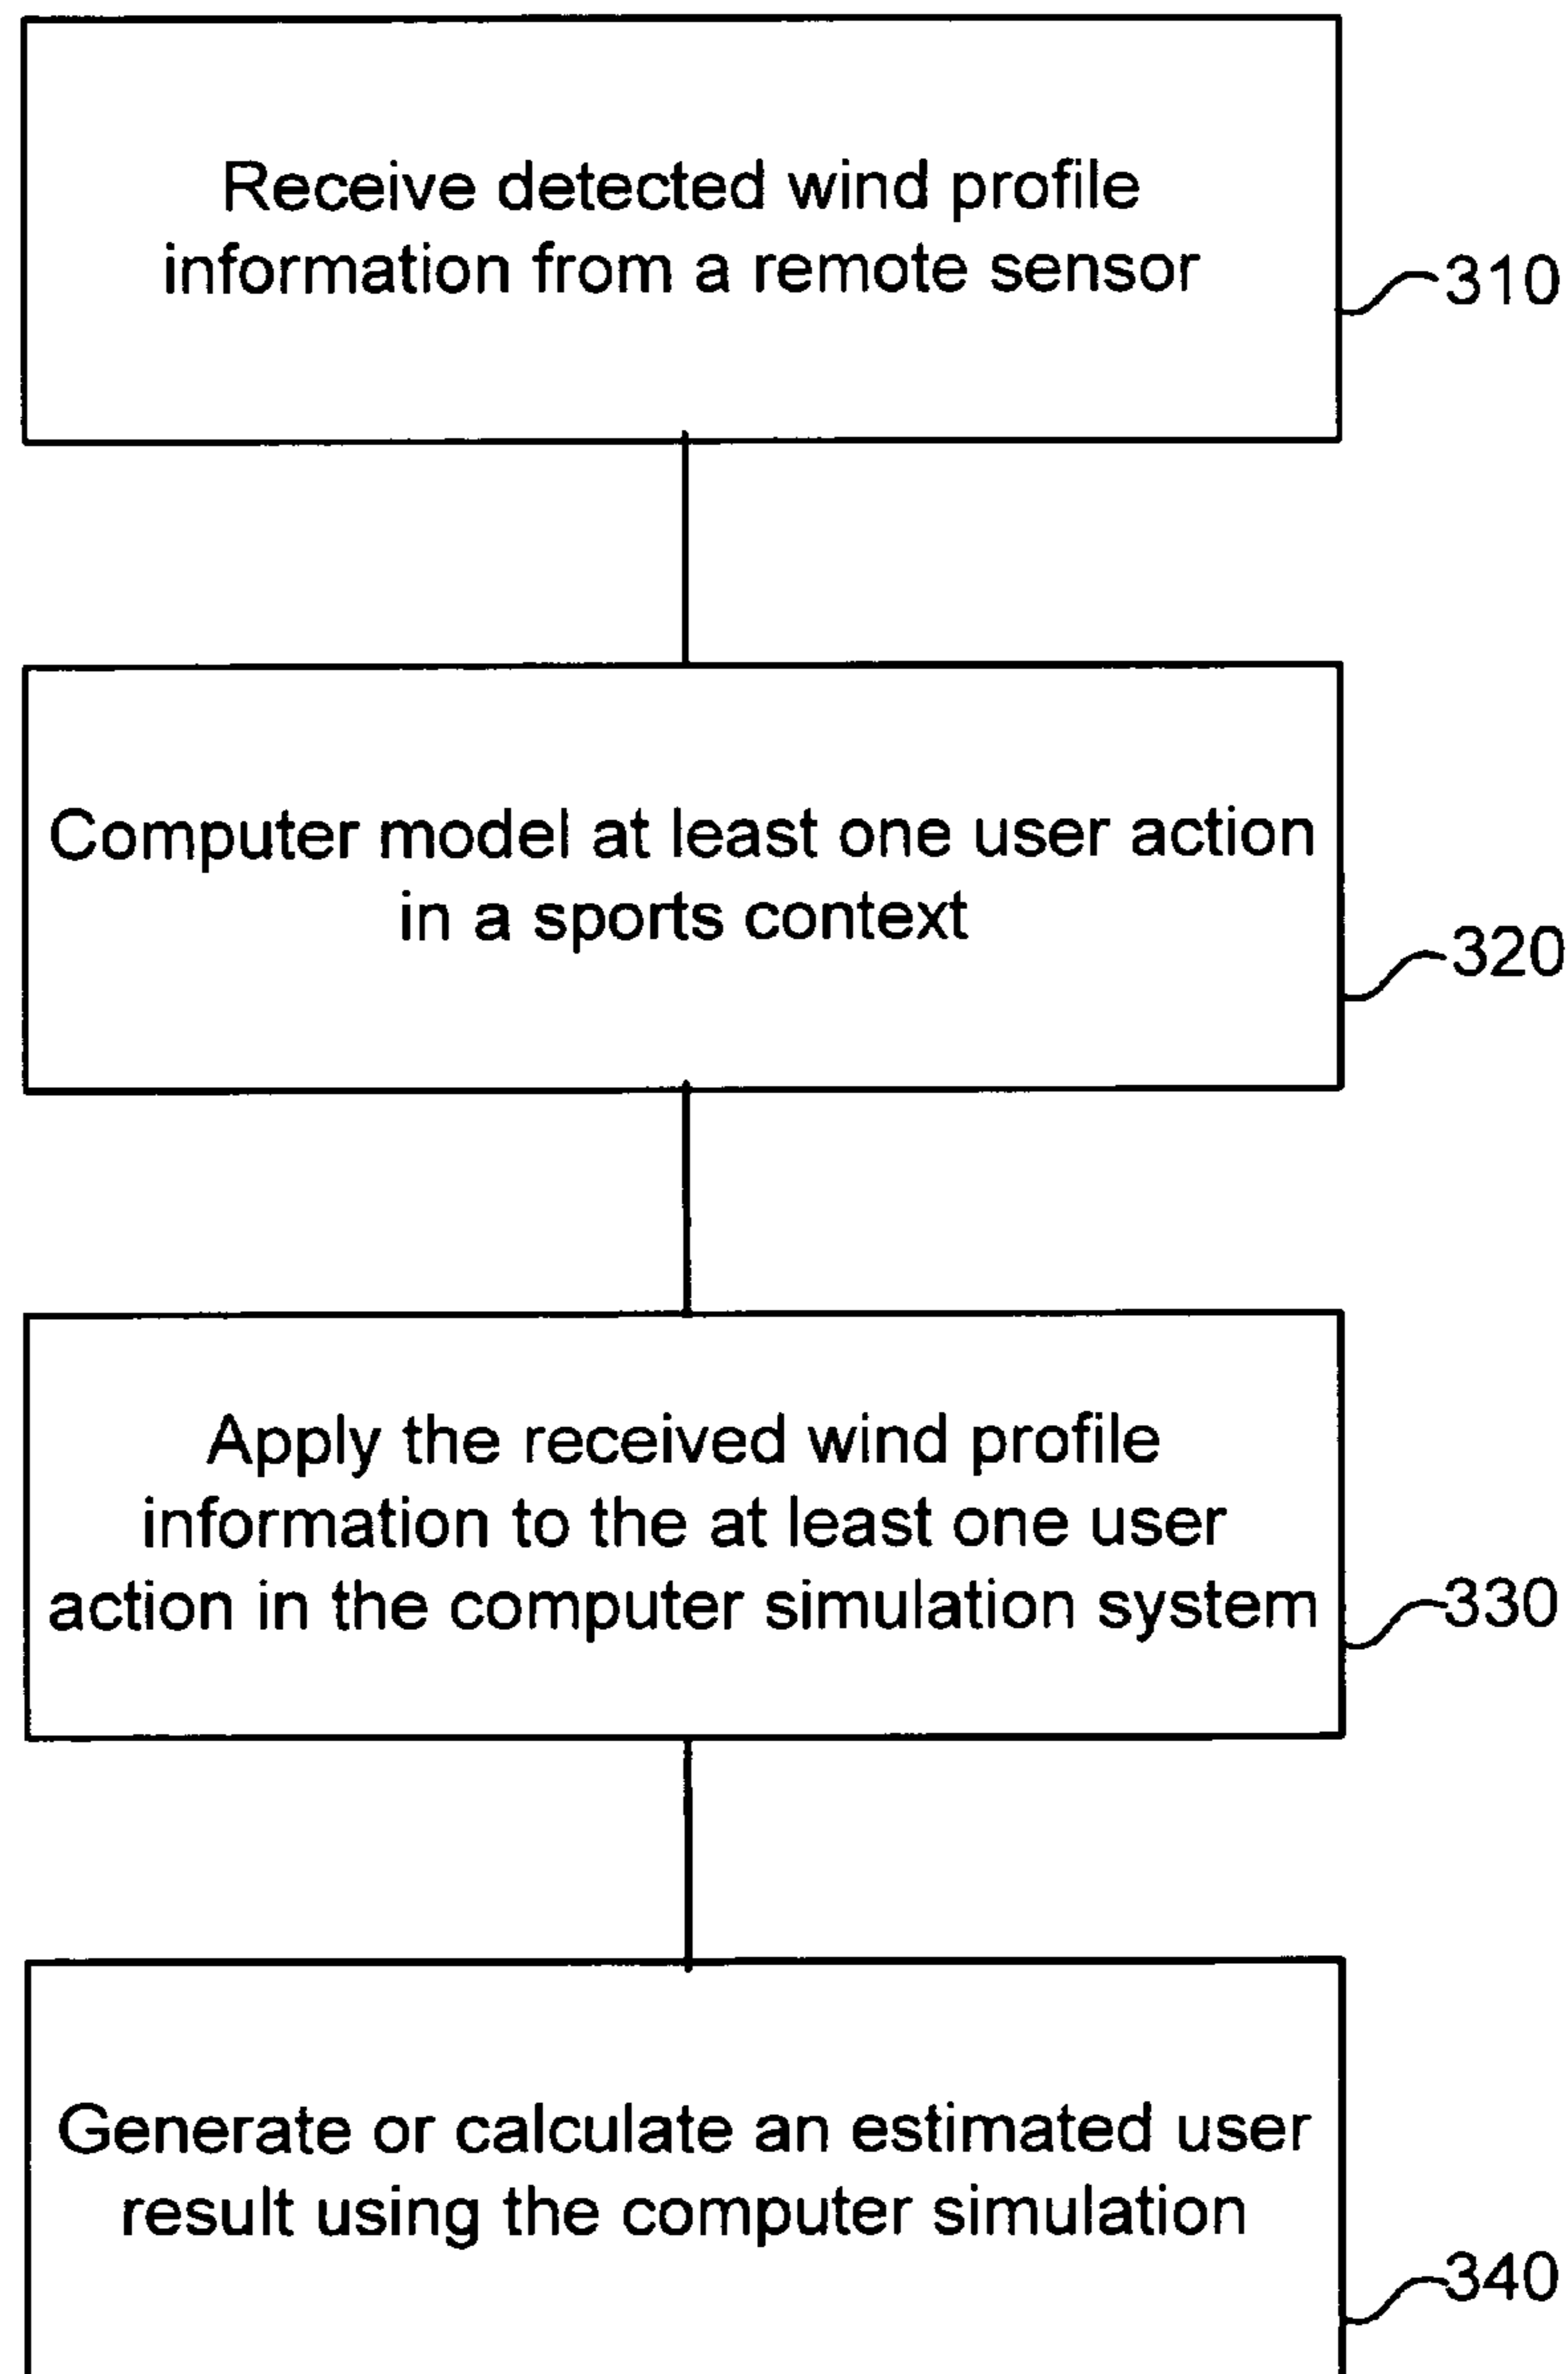 Receive detected wind profile
information from a remote sensor
310
Computer model at least one user action
in a sports context
320
Apply the received wind profile
information to the at least one user
action in the computer simulation system
330
Generate or calculate an estimated user
result using the computer simulation
340